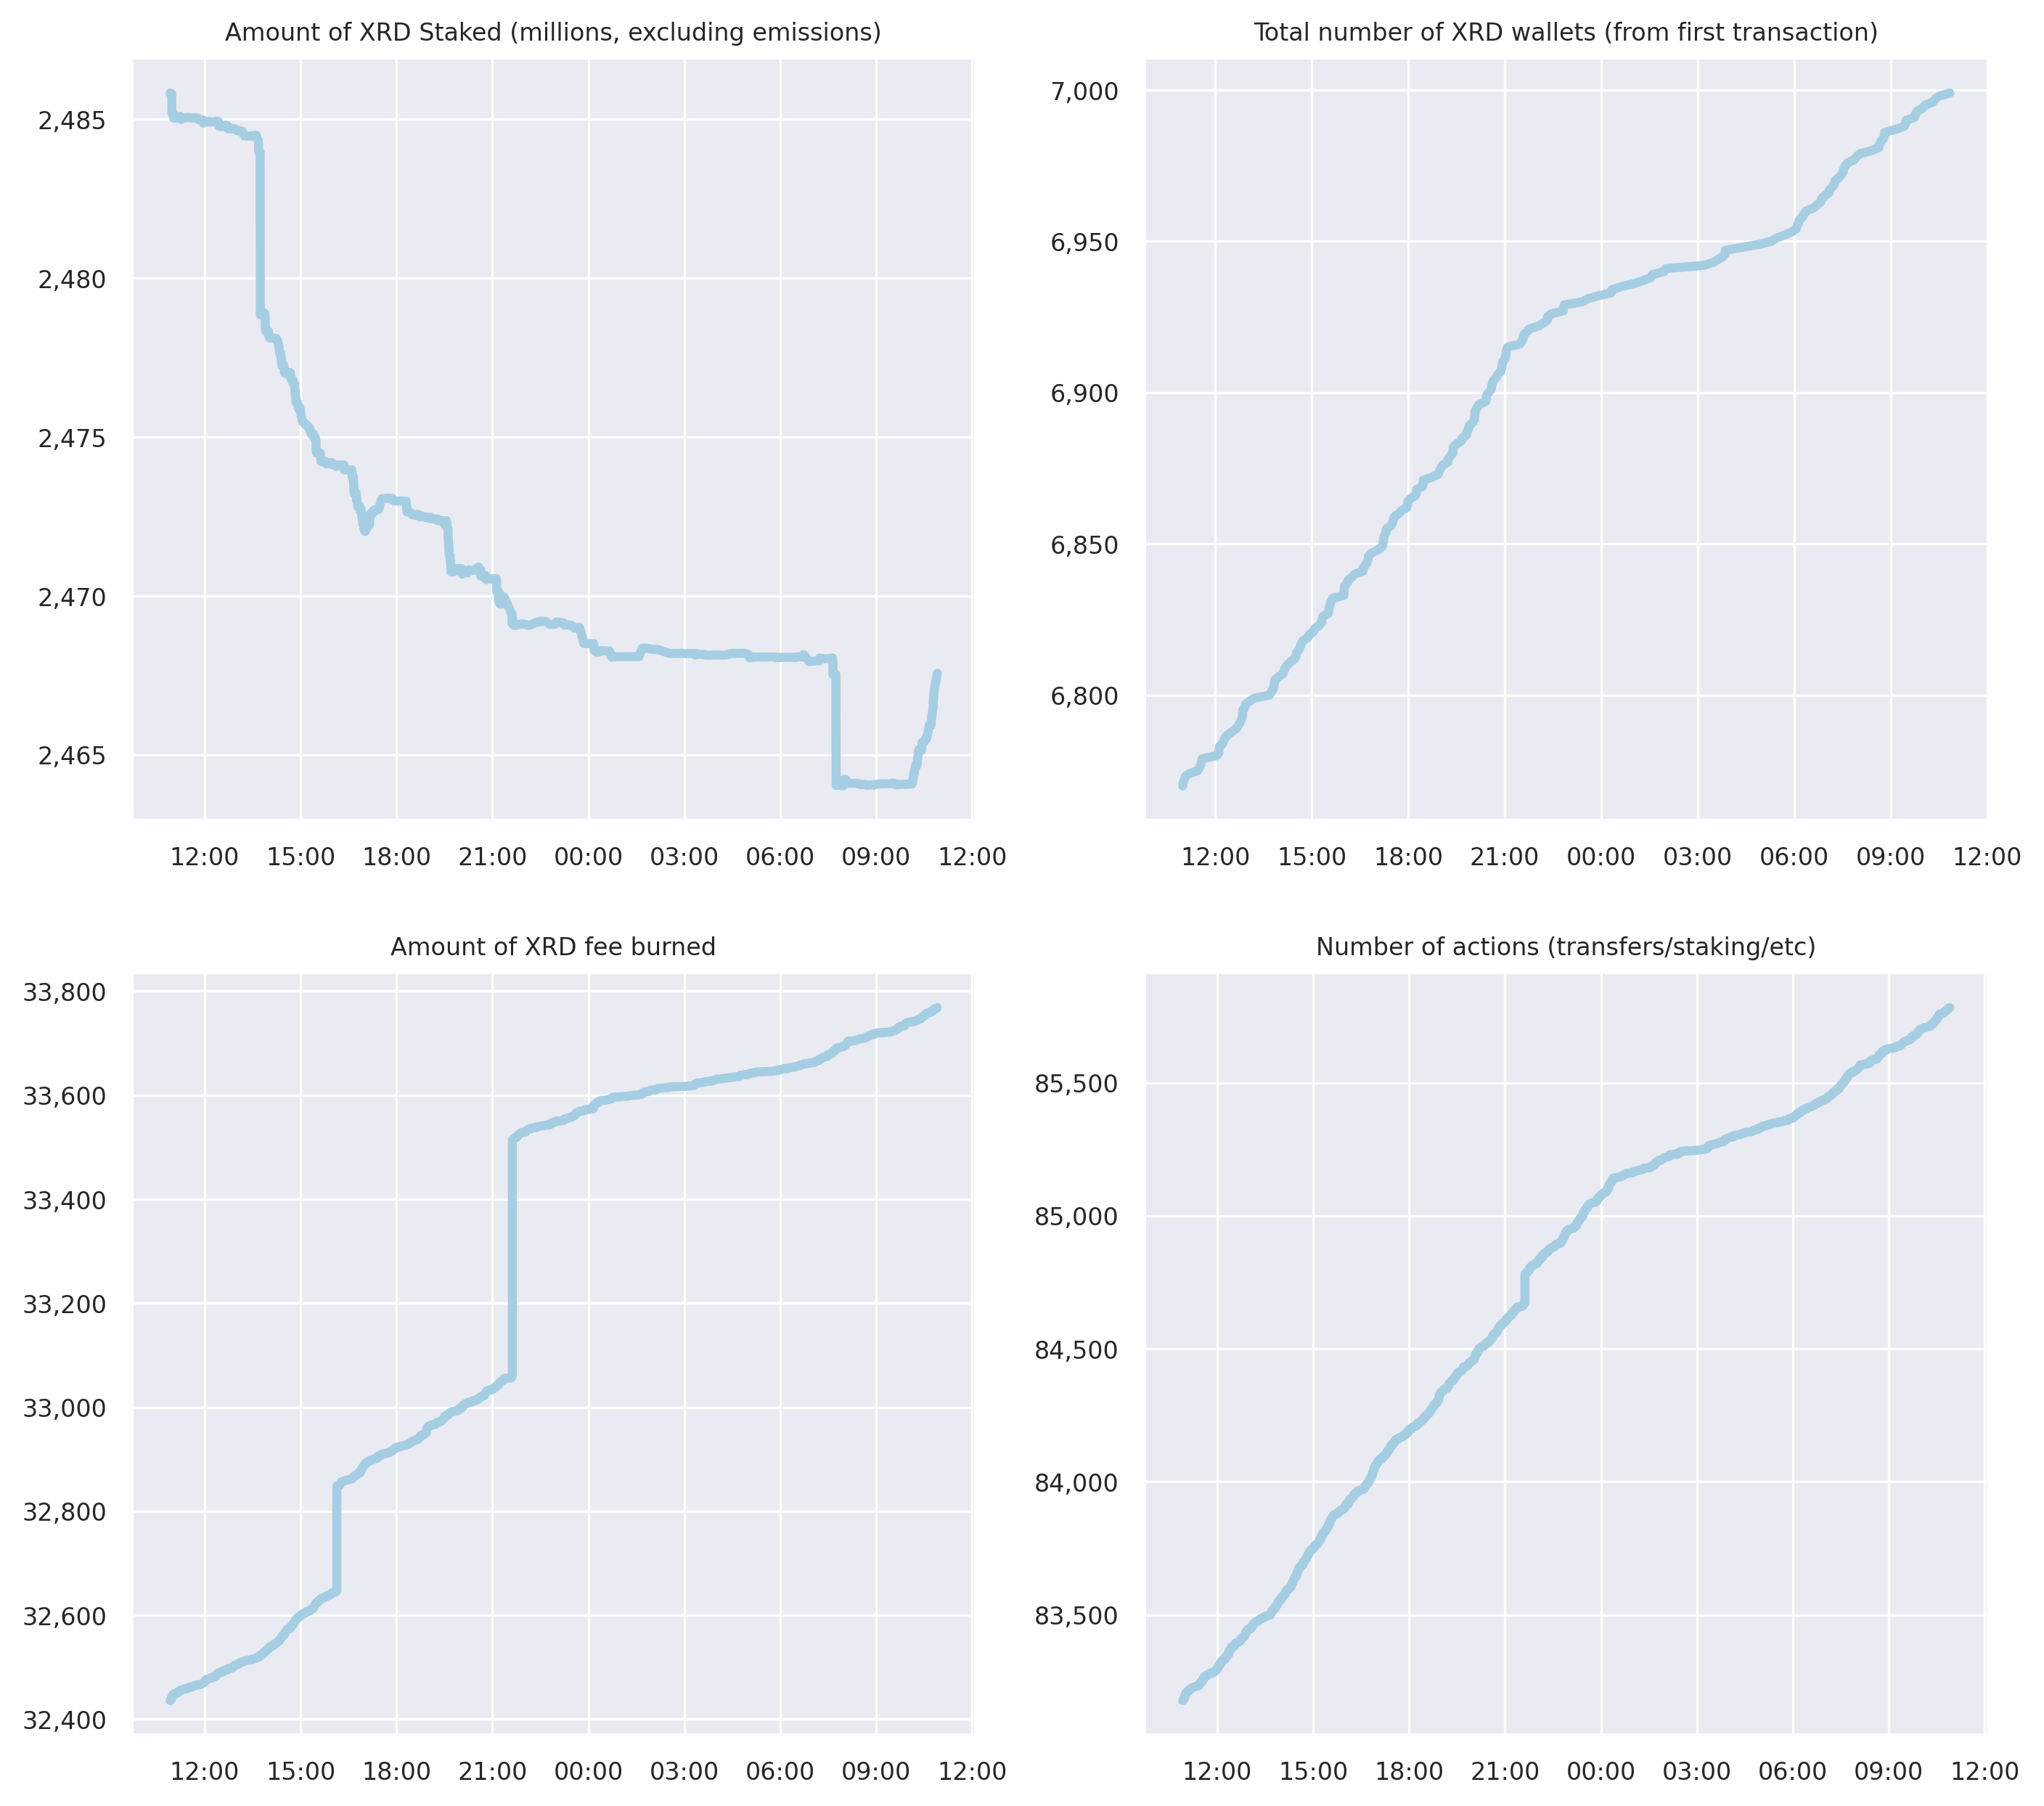 Amount of XRD Staked (millions, excluding emissions)
2,485
2,480
2,475
2,470
2,465
12:00 15:00 18:00 21:00 00:00 03:00 06:00 09:00 12:00
Total number of XRD wallets (from first transaction)
7,000
6,950
6,900
6,850
6,800
12:00 15:00 18:00 21:00 00:00 03:00 06:00 09:00 12:00
Amount of XRD fee burned
33,800
33,600
33,400
33,200
33,000
32,800
32,600
32,400
12:00 15:00 18:00 21:00 00:00 03:00 06:00 09:00 12:00
Number of actions (transfers/staking/etc)
85,500
85,000
84,500
84,000
83,500
12:00 15:00 18:00 21:00 00:00 03:00 06:00 09:00 12:00